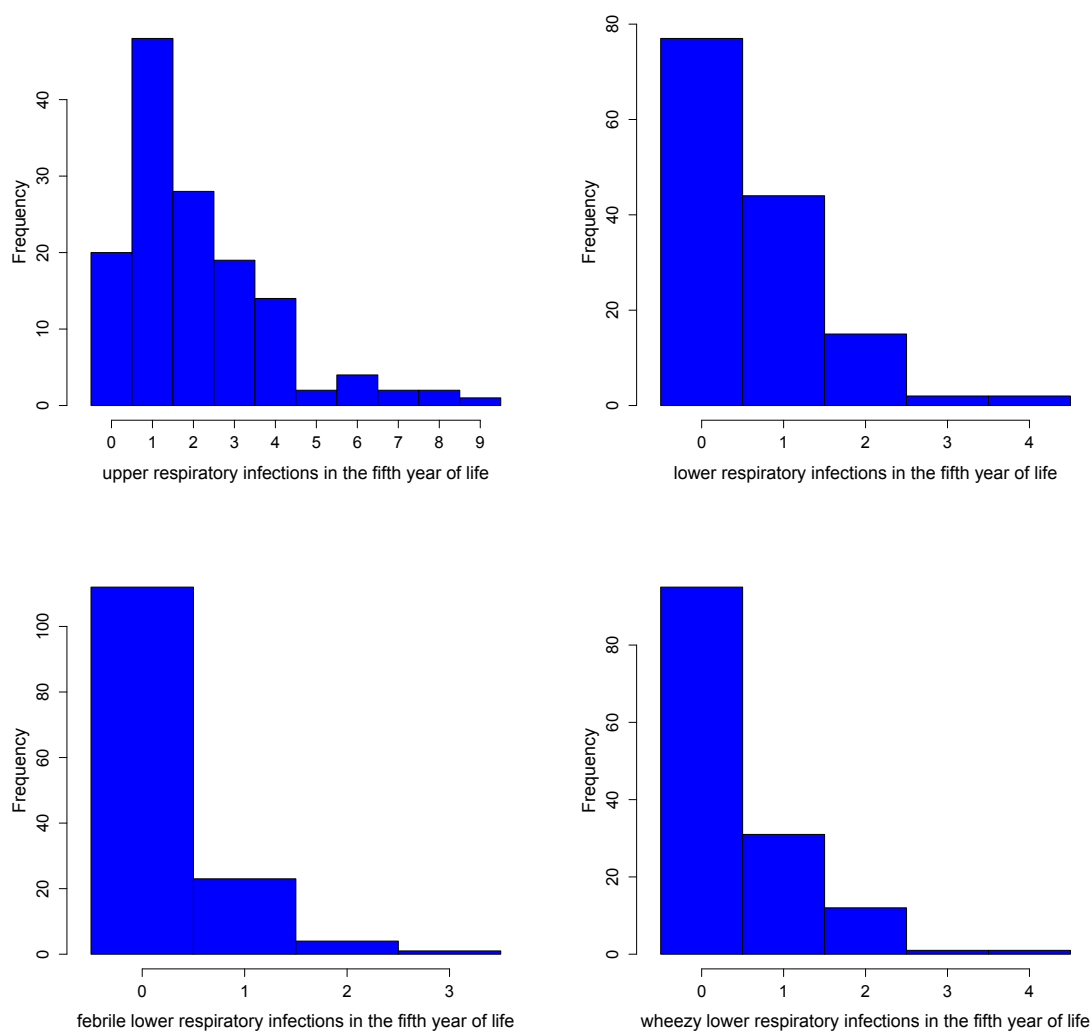 Frequency
0 10 20 30 40
0 1 2 3 4 5 6 7 8 9
upper respiratory infections in the fifth year of life
Frequency
0 20 40 60 80
0 1 2 3 4
lower respiratory infections in the fifth year of life
Frequency
0 20 40 60 80 100
0 1 2 3
febrile lower respiratory infections in the fifth year of life
Frequency
0 20 40 60 80
0 1 2 3 4
wheezy lower respiratory infections in the fifth year of life